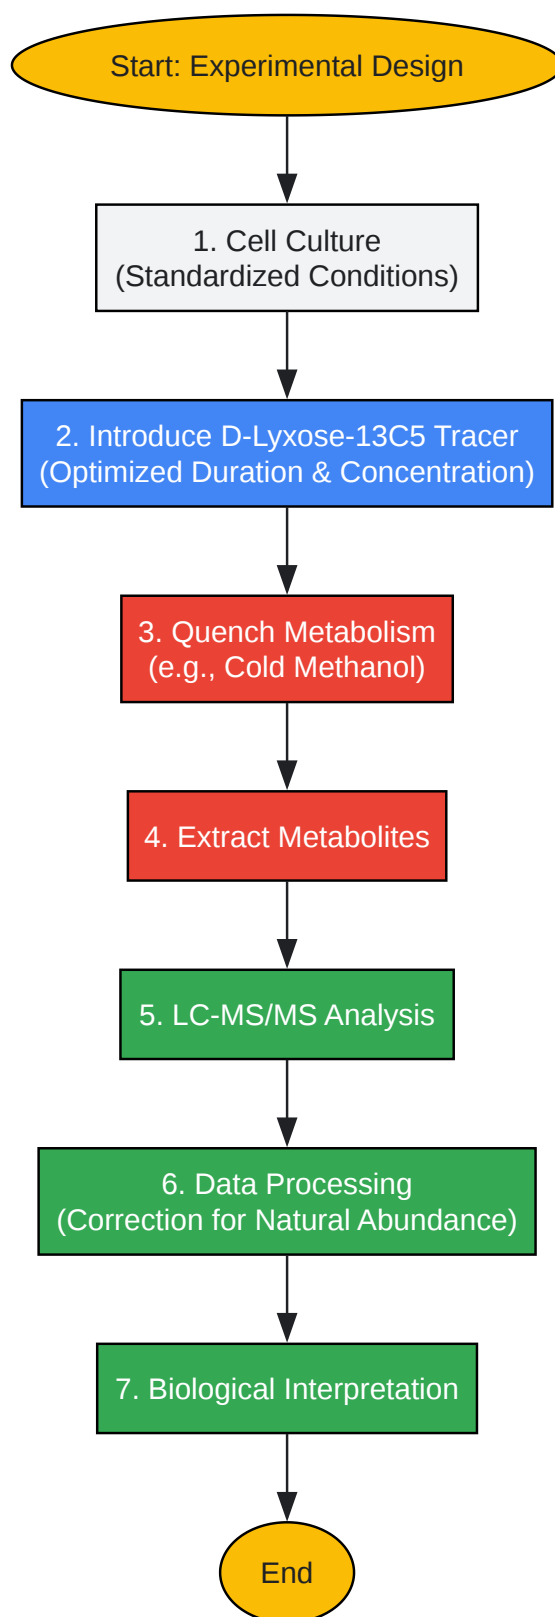 Start: Experimental Design
1. Cell Culture
(Standardized Conditions)
2. Introduce D-Lyxose-13C5 Tracer
(Optimized Duration & Concentration)
3. Quench Metabolism
(e.g., Cold Methanol)
4. Extract Metabolites
5. LC-MS/MS Analysis
6. Data Processing
(Correction for Natural Abundance)
7. Biological Interpretation
End